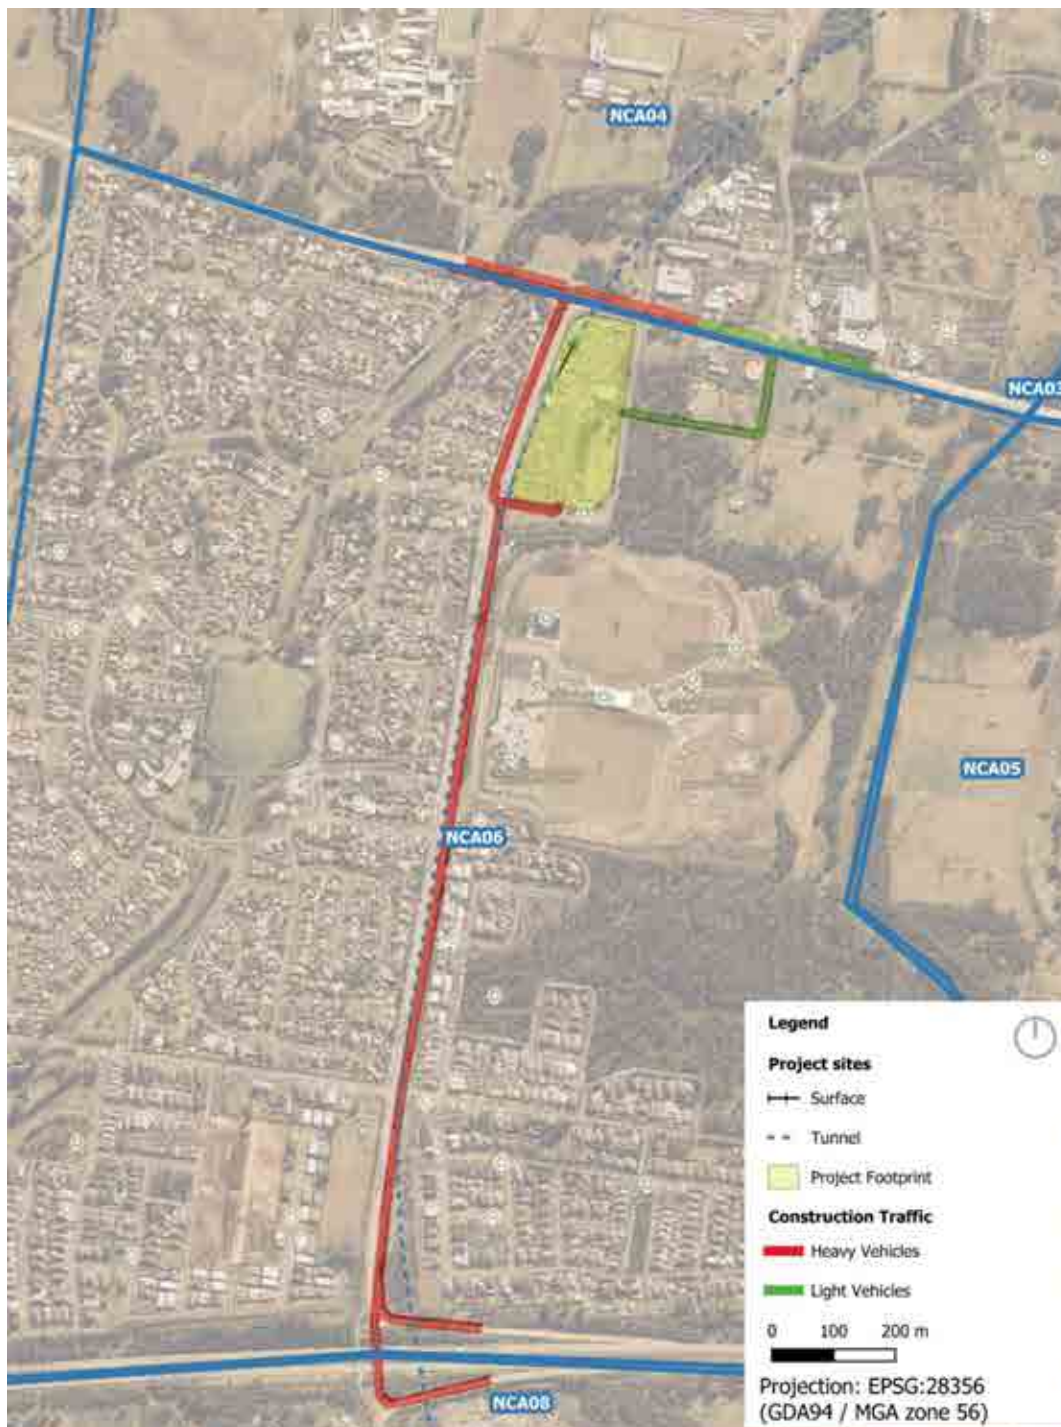 NCA04
NCA03
NCA05
NCA06
Legend
Project sites
Surface
Tunnel
Project Footprint
Construction Traffic
Heavy Vehicles
Light Vehicles
0 100 200 m
Projection: EPSG:28356
(GDA94 / MGA zone 56)
NCA08